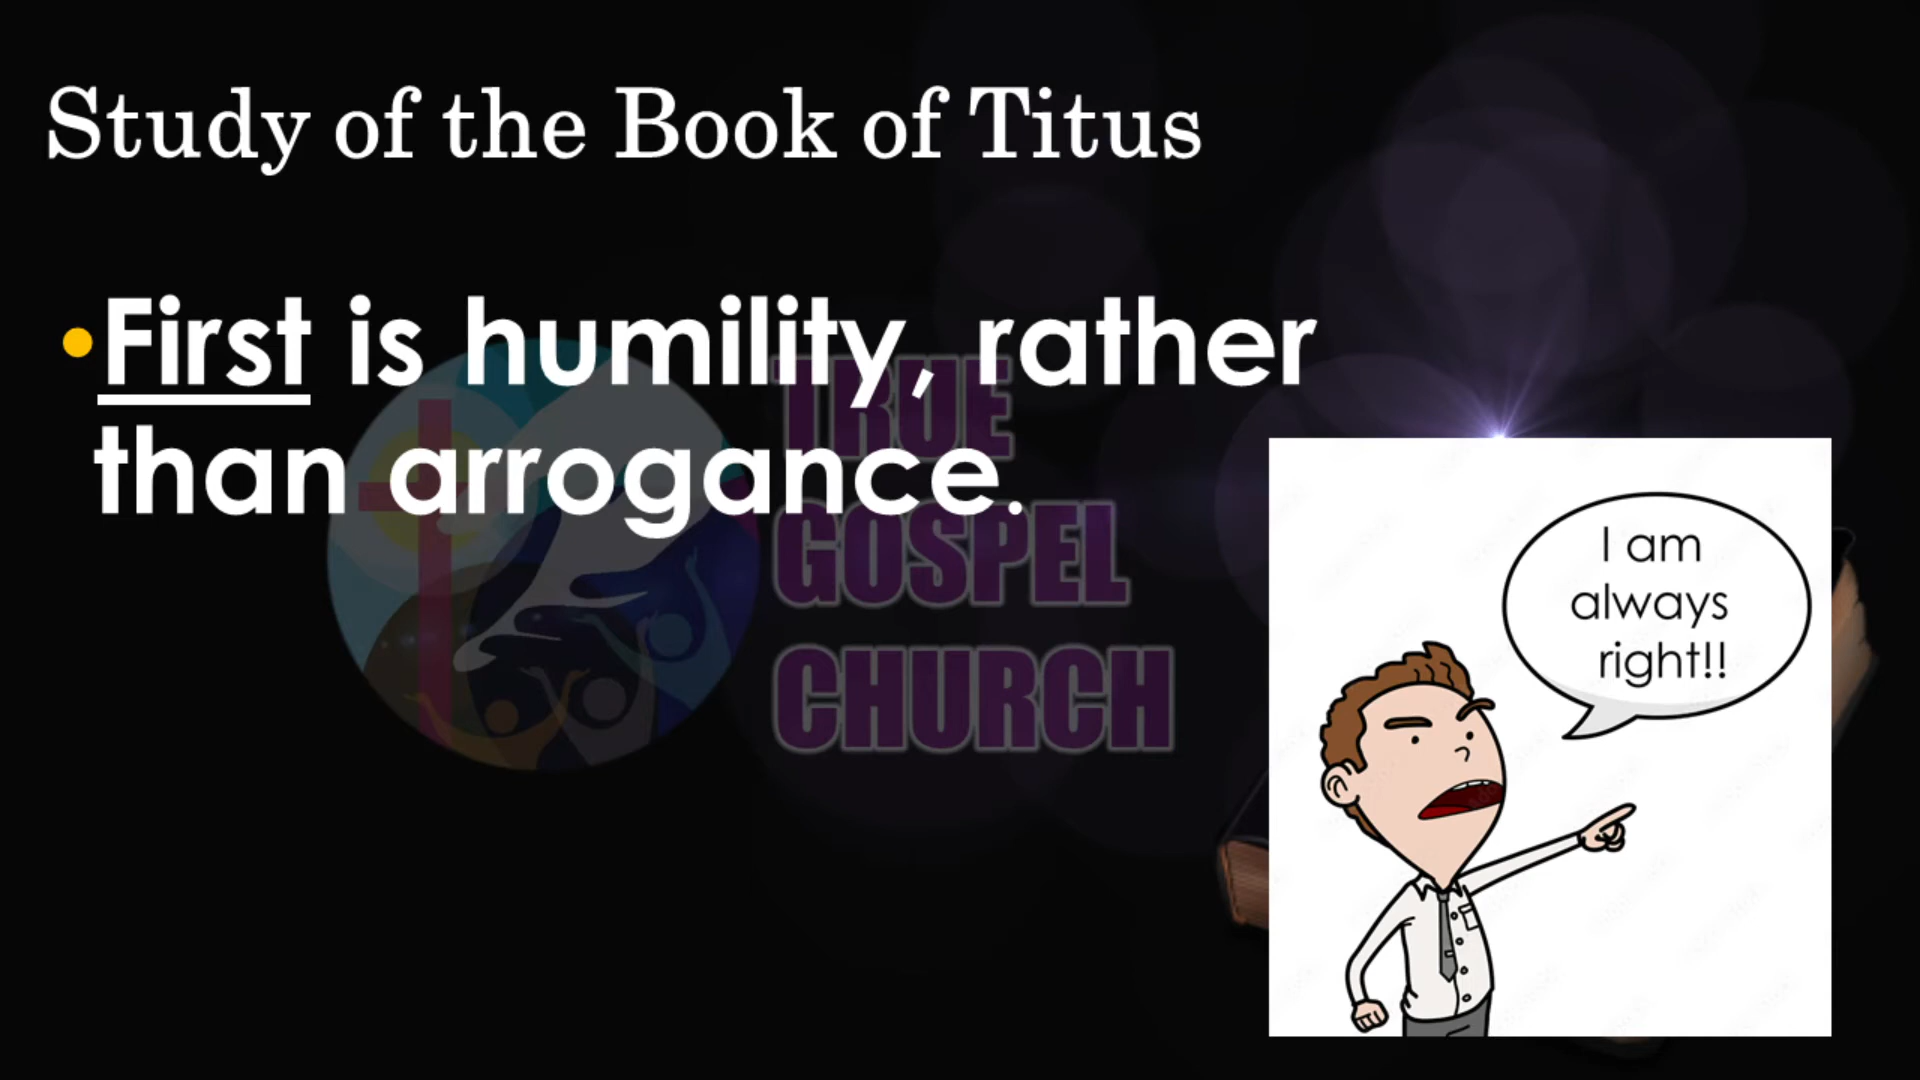 Study of the Book of Titus
•First is humility, rather
than arrogance.
TRUE
GOSPEL
CHURCH
I am
always
right!!